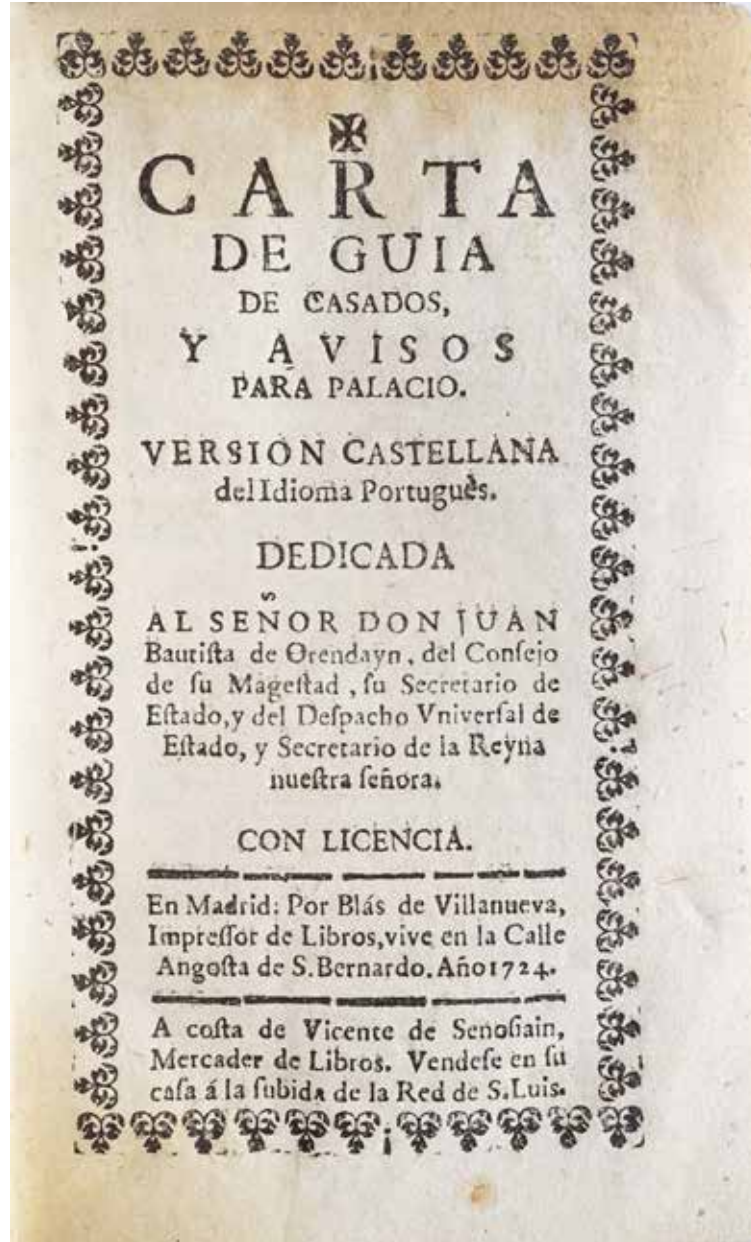 CARTA
DE GUIA
DE CASADOS,
Y AVISOS
PARA PALACIO.
VERSION CASTELLANA
del Idioma Portuguès.
DEDICADA
AL SEÑOR DON JUAN
Bautiſta de Orendayn, del Conſejo
de ſu Mageſtad, ſu Secretario de
Eſtado, y del Deſpacho Vniverſal de
Eſtado, y Secretario de la Reyna
nueſtra ſeñora.
CON LICENCIA.
En Madrid: Por Blás de Villanueva,
Impreſſor de Libros, vive en la Calle
Angoſta de S. Bernardo. Año 1724.
A coſta de Vicente de Senoſiain,
Mercader de Libros. Vendeſe en ſu
caſa á la ſubida de la Red de S. Luis.